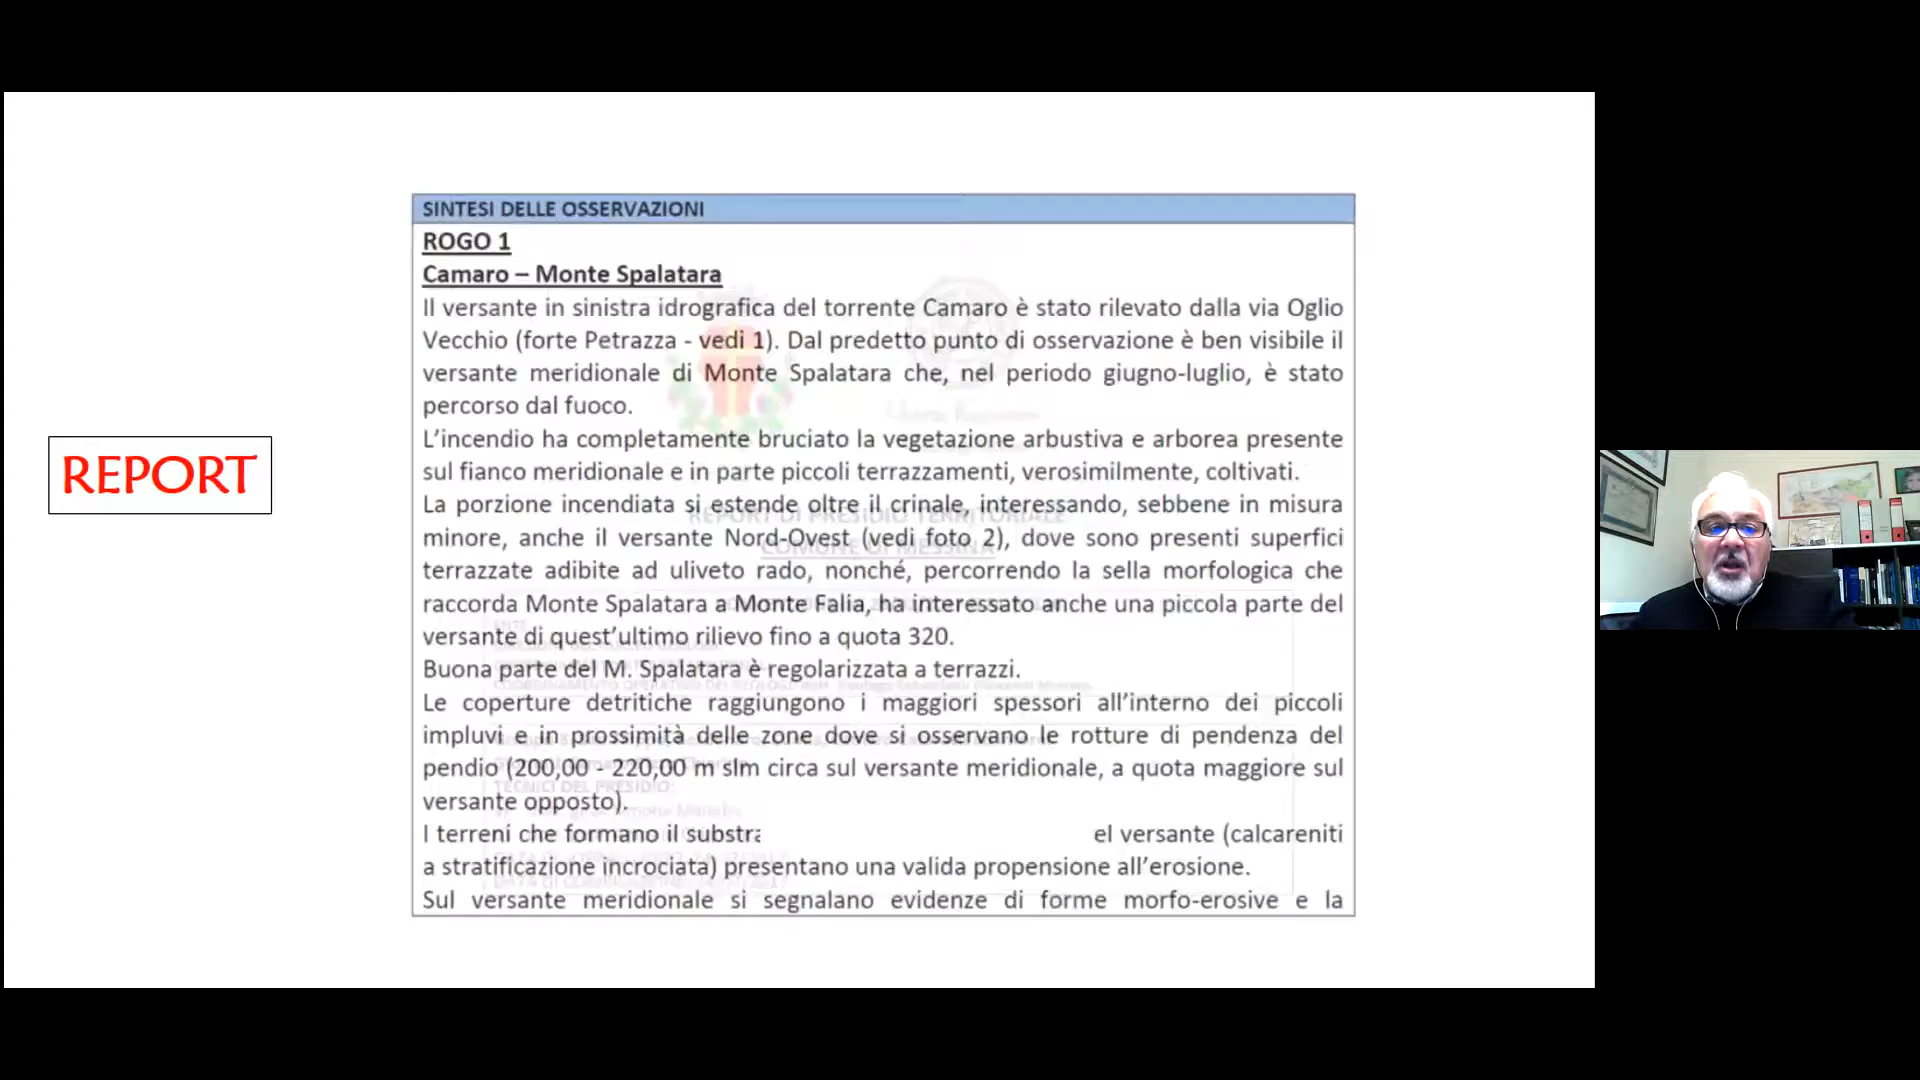 REPORT
SINTESI DELLE OSSERVAZIONI
ROGO 1
Camaro – Monte Spalatara
Il versante in sinistra idrografica del torrente Camaro è stato rilevato dalla via Oglio
Vecchio (forte Petrazza - vedi 1). Dal predetto punto di osservazione è ben visibile il
versante meridionale di Monte Spalatara che, nel periodo giugno-luglio, è stato
percorso dal fuoco.
L’incendio ha completamente bruciato la vegetazione arbustiva e arborea presente
sul fianco meridionale e in parte piccoli terrazzamenti, verosimilmente, coltivati.
La porzione incendiata si estende oltre il crinale, interessando, sebbene in misura
minore, anche il versante Nord-Ovest (vedi foto 2), dove sono presenti superfici
terrazzate adibite ad uliveto rado, nonché, percorrendo la sella morfologica che
raccorda Monte Spalatara a Monte Falia, ha interessato anche una piccola parte del
versante di quest’ultimo rilievo fino a quota 320.
Buona parte del M. Spalatara è regolarizzata a terrazzi.
Le coperture detritiche raggiungono i maggiori spessori all’interno dei piccoli
impluvi e in prossimità delle zone dove si osservano le rotture di pendenza del
pendio (200,00 - 220,00 m slm circa sul versante meridionale, a quota maggiore sul
versante opposto).
I terreni che formano il substra el versante (calcareniti
a stratificazione incrociata) presentano una valida propensione all’erosione.
Sul versante meridionale si segnalano evidenze di forme morfo-erosive e la
REPORT DI PRESIDIO TERRITORIALE
COMUNE DI MESSINA
TECNICI DEL PRESIDIO: